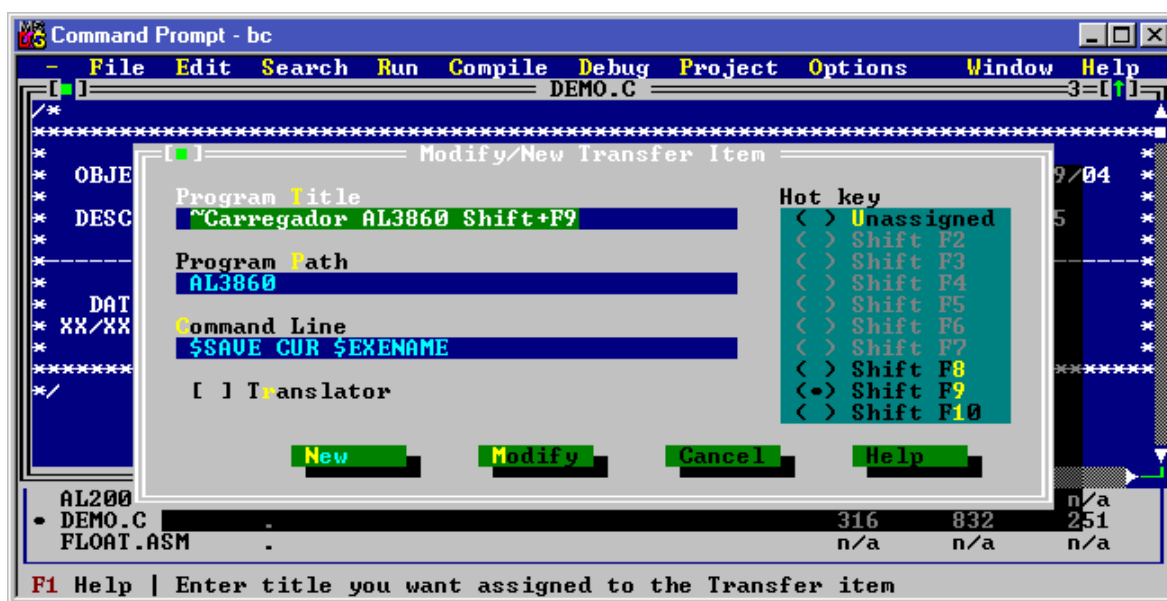 Command Prompt - bc
- File Edit Search Run Compile Debug Project Options Window Help
[■] DEMO.C 3=[↑]
/*
*****************************************************************************
* [■] Modify/New Transfer Item *
* OBJE 9/04 *
* Program Title Hot key *
~Carregador AL3860 Shift+F9 ( ) Unassigned
* DESC 5 *
( ) Shift F2
Program Path ( ) Shift F3
AL3860 ( ) Shift F4
* DAT ( ) Shift F5 *
* XX/XX Command Line ( ) Shift F6 *
$SAVE CUR $EXENAME ( ) Shift F7
( ) Shift F8
*/ [ ] Translator (•) Shift F9
( ) Shift F10
New Modify Cancel Help
AL200 n/a
• DEMO.C . 316 832 251
FLOAT.ASM . n/a n/a n/a
F1 Help | Enter title you want assigned to the Transfer item